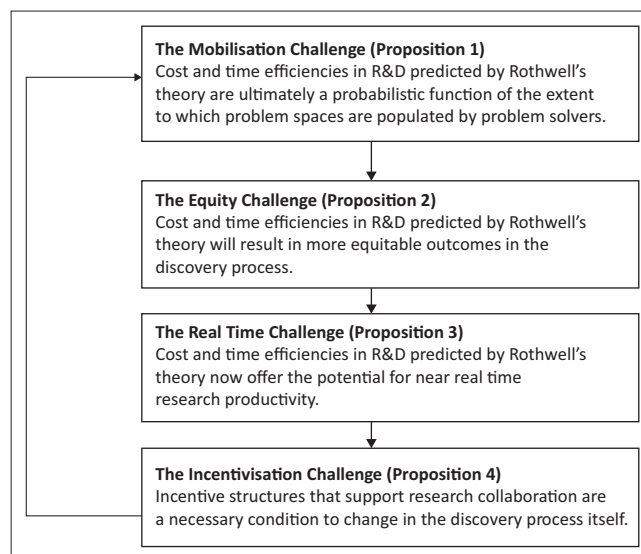 The Mobilisation Challenge (Proposition 1)
Cost and time efficiencies in R&D predicted by Rothwell's
theory are ultimately a probabilistic function of the extent
to which problem spaces are populated by problem solvers.
The Equity Challenge (Proposition 2)
Cost and time efficiencies in R&D predicted by Rothwell's
theory will result in more equitable outcomes in the
discovery process.
The Real Time Challenge (Proposition 3)
Cost and time efficiencies in R&D predicted by Rothwell's
theory now offer the potential for near real time
research productivity.
The Incentivisation Challenge (Proposition 4)
Incentive structures that support research collaboration are
a necessary condition to change in the discovery process itself.